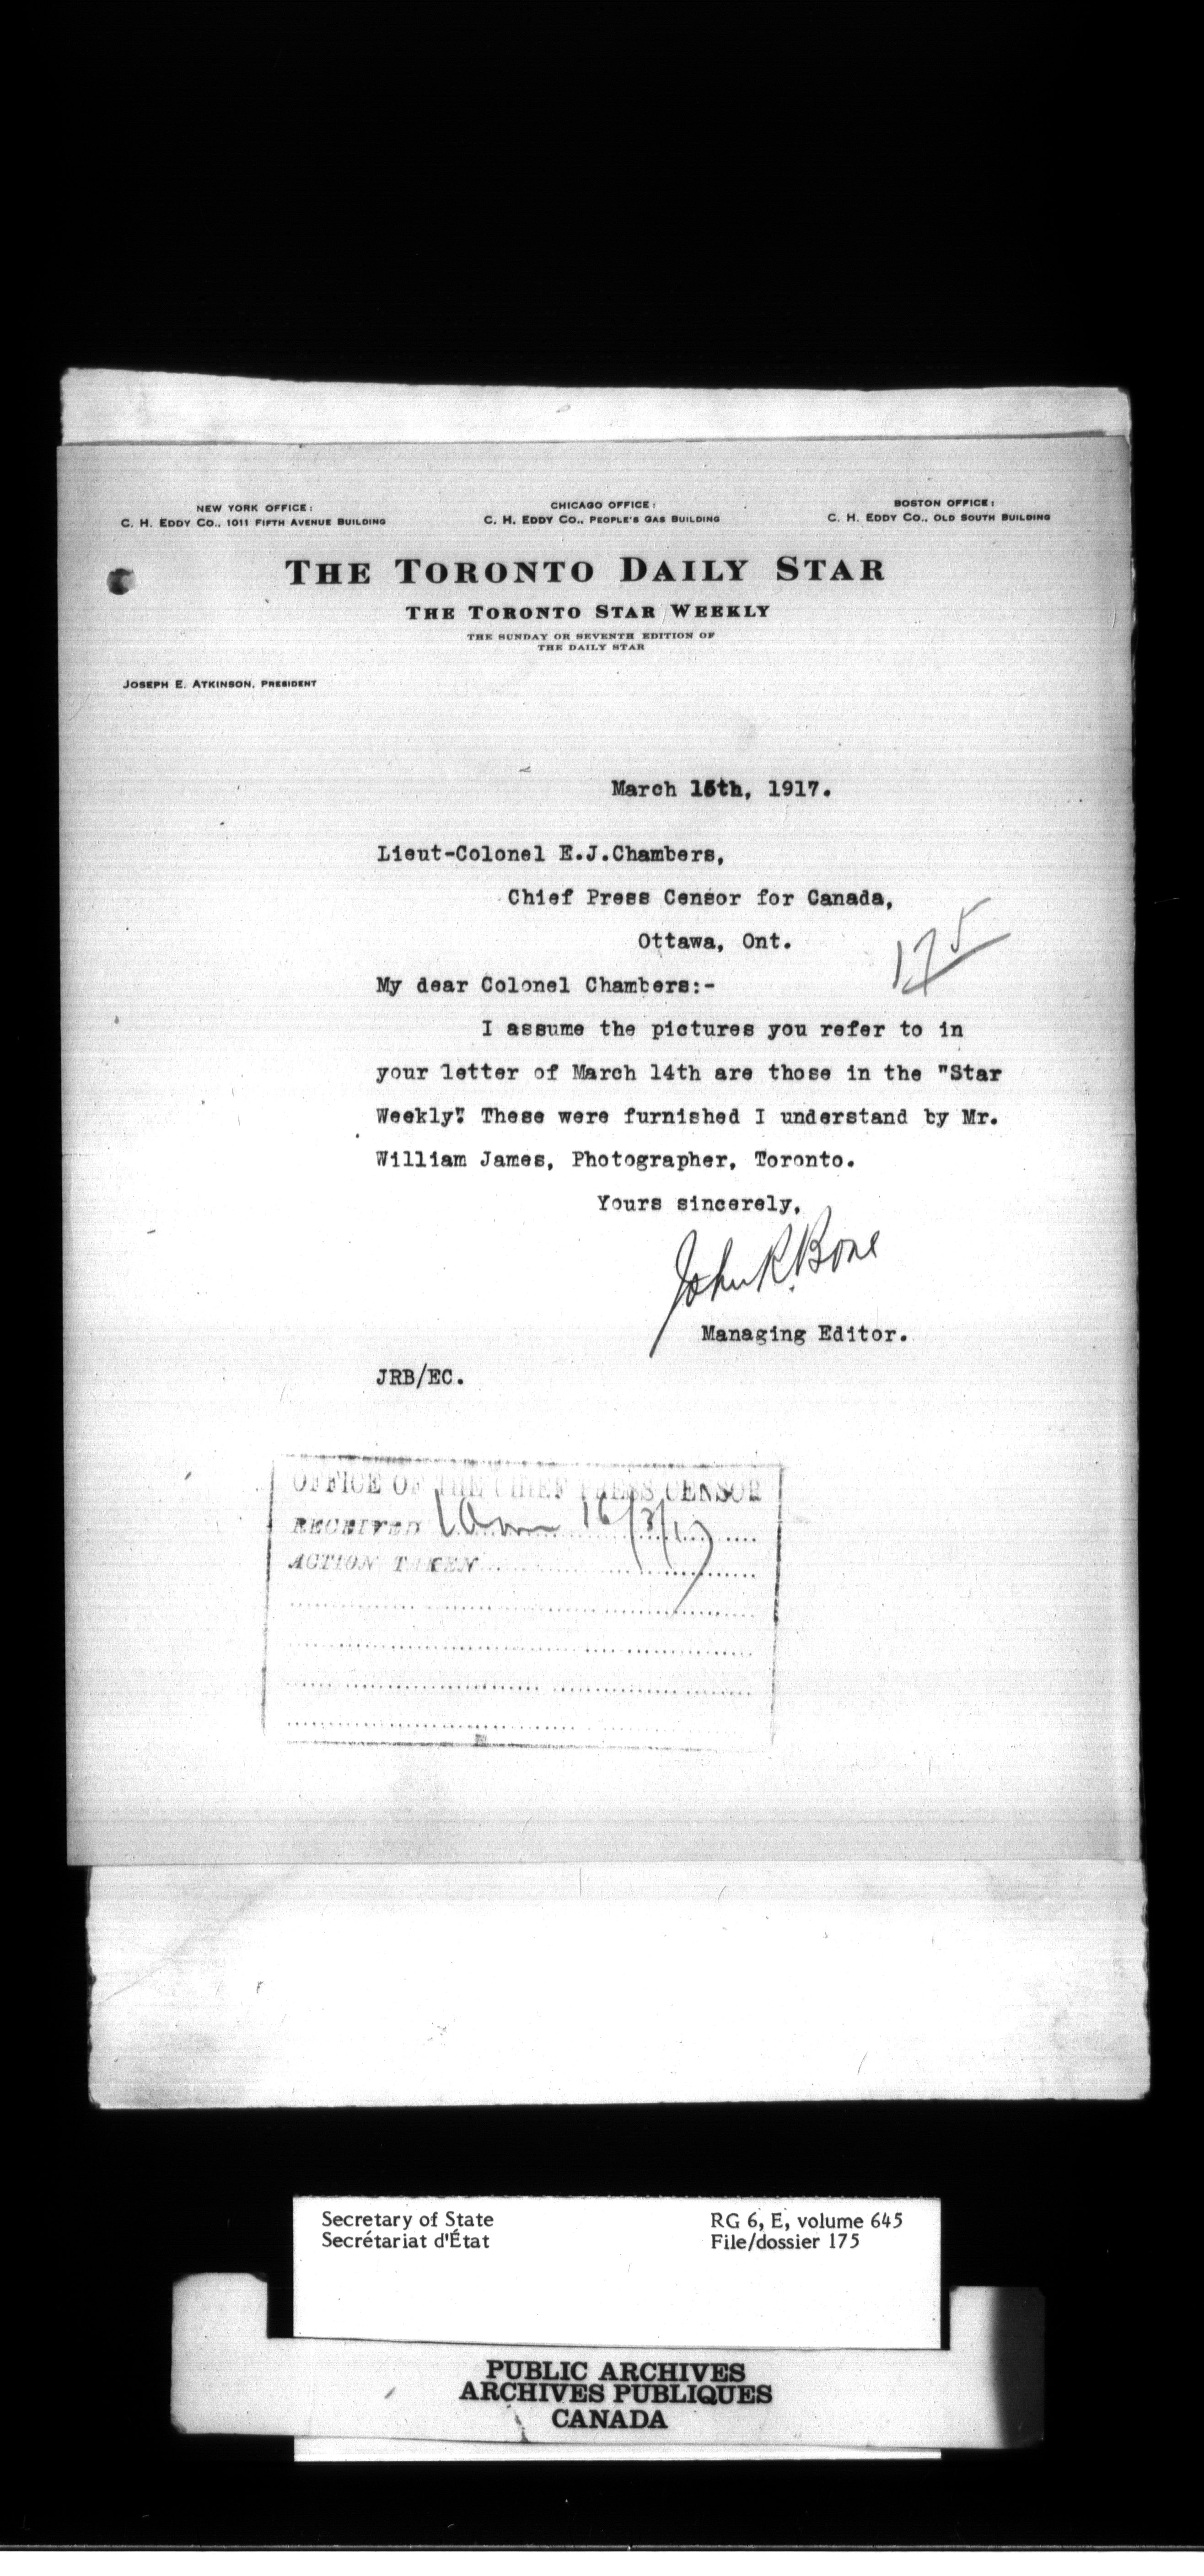 NEW YORK OFFICE:
C. H. EDDY CO., 1011 FIFTH AVENUE BUILDING
CHICAGO OFFICE:
C. H. EDDY CO., PEOPLE'S GAS BUILDING
BOSTON OFFICE:
C. H. EDDY CO., OLD SOUTH BUILDING
THE TORONTO DAILY STAR
THE TORONTO STAR WEEKLY
THE SUNDAY OR SEVENTH EDITION OF
THE DAILY STAR
JOSEPH E. ATKINSON, PRESIDENT
March 15th, 1917.
Lieut-Colonel E.J.Chambers,
Chief Press Censor for Canada,
Ottawa, Ont.
175
My dear Colonel Chambers:-
I assume the pictures you refer to in
your letter of March 14th are those in the "Star
Weekly". These were furnished I understand by Mr.
William James, Photographer, Toronto.
Yours sincerely,
John R. Bone
Managing Editor.
JRB/EC.
OFFICE OF THE CHIEF PRESS CENSOR
RECEIVED 16/3/17
ACTION TAKEN
Secretary of State
Secrétariat d'État
RG 6, E, volume 645
File/dossier 175
PUBLIC ARCHIVES
ARCHIVES PUBLIQUES
CANADA